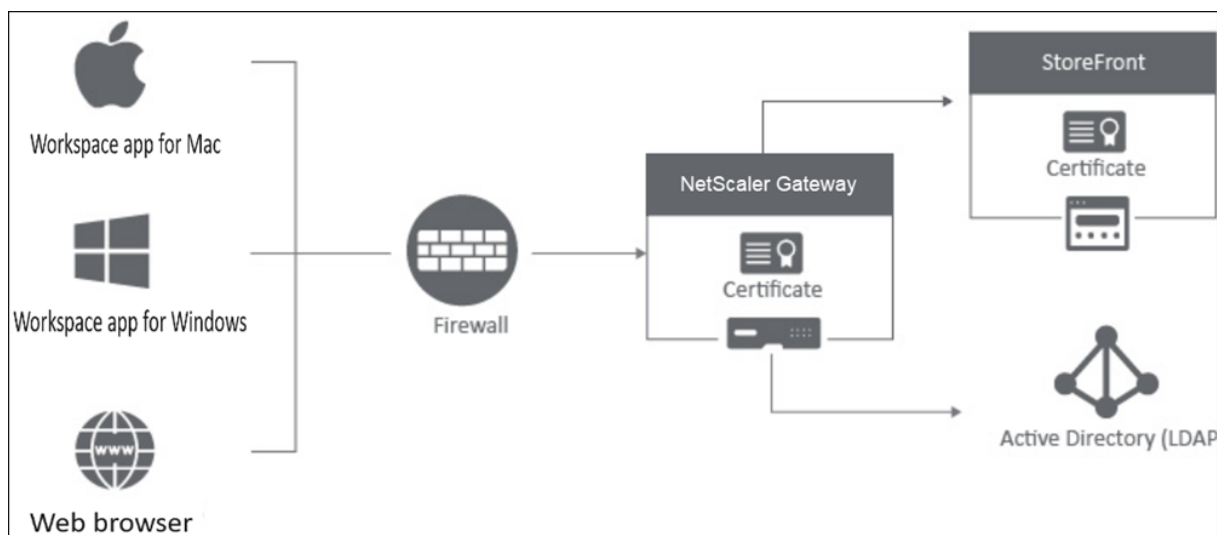 Workspace app for Mac
Workspace app for Windows
www
Web browser
Firewall
NetScaler Gateway
Certificate
StoreFront
Certificate
Active Directory (LDAP